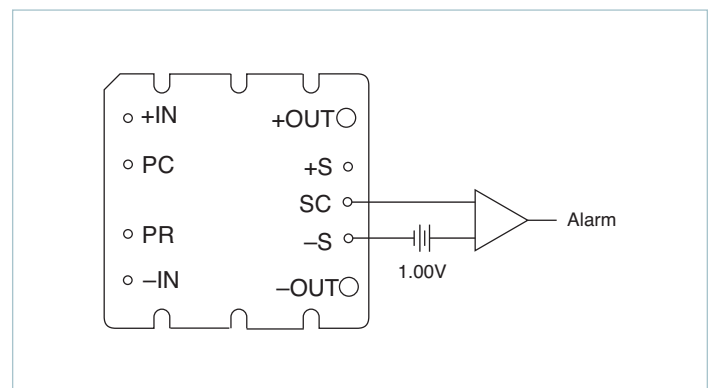 +IN
+OUT
PC
+S
SC
PR
–S
–IN
–OUT
1.00V
Alarm